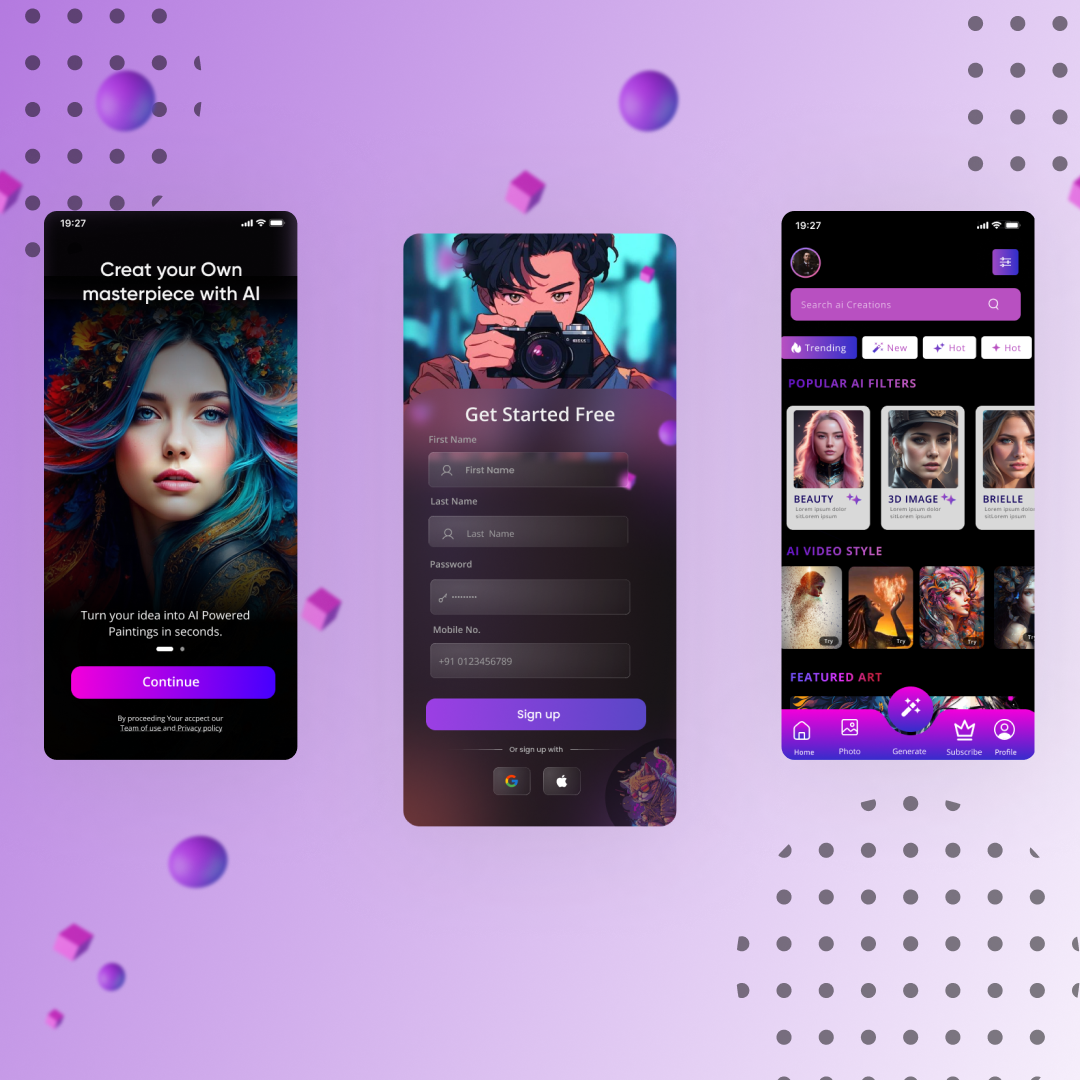 19:27
Creat your Own
masterpiece with AI
Turn your idea into AI Powered
Paintings in seconds.
Continue
By proceeding Your accpect our
Team of use and Privacy policy
Get Started Free
First Name
First Name
Last Name
Last Name
Password
Mobile No.
+91 0123456789
Sign up
Or sign up with
19:27
Search ai Creations
Trending
New
Hot
Hot
POPULAR AI FILTERS
BEAUTY
Lorem ipsum dolor
sitLorem ipsum
3D IMAGE
Lorem ipsum dolor
sitLorem ipsum
BRIELLE
Lorem ipsum dolor
sitLorem ipsum
AI VIDEO STYLE
Try
Try
Try
FEATURED ART
Home
Photo
Generate
Subscribe
Profile